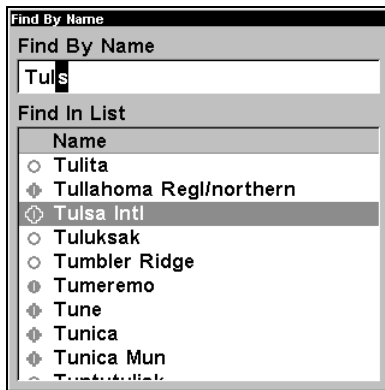 Find By Name
Find By Name
Tuls
Find In List
Name
Tulita
Tullahoma Regl/northern
Tulsa Intl
Tuluksak
Tumbler Ridge
Tumeremo
Tune
Tunica
Tunica Mun